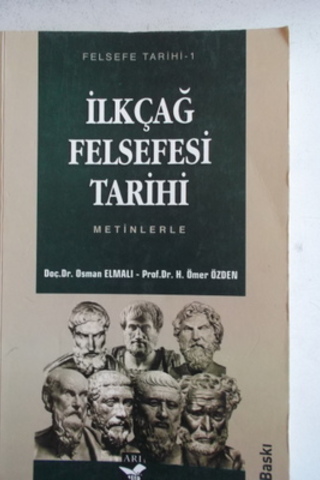 FELSEFE TARİHİ-1
İLKÇAĞ
FELSEFESİ
TARİHİ
METİNLERLE
Doç.Dr. Osman ELMALI - Prof.Dr. H. Ömer ÖZDEN
ARI
Baskı